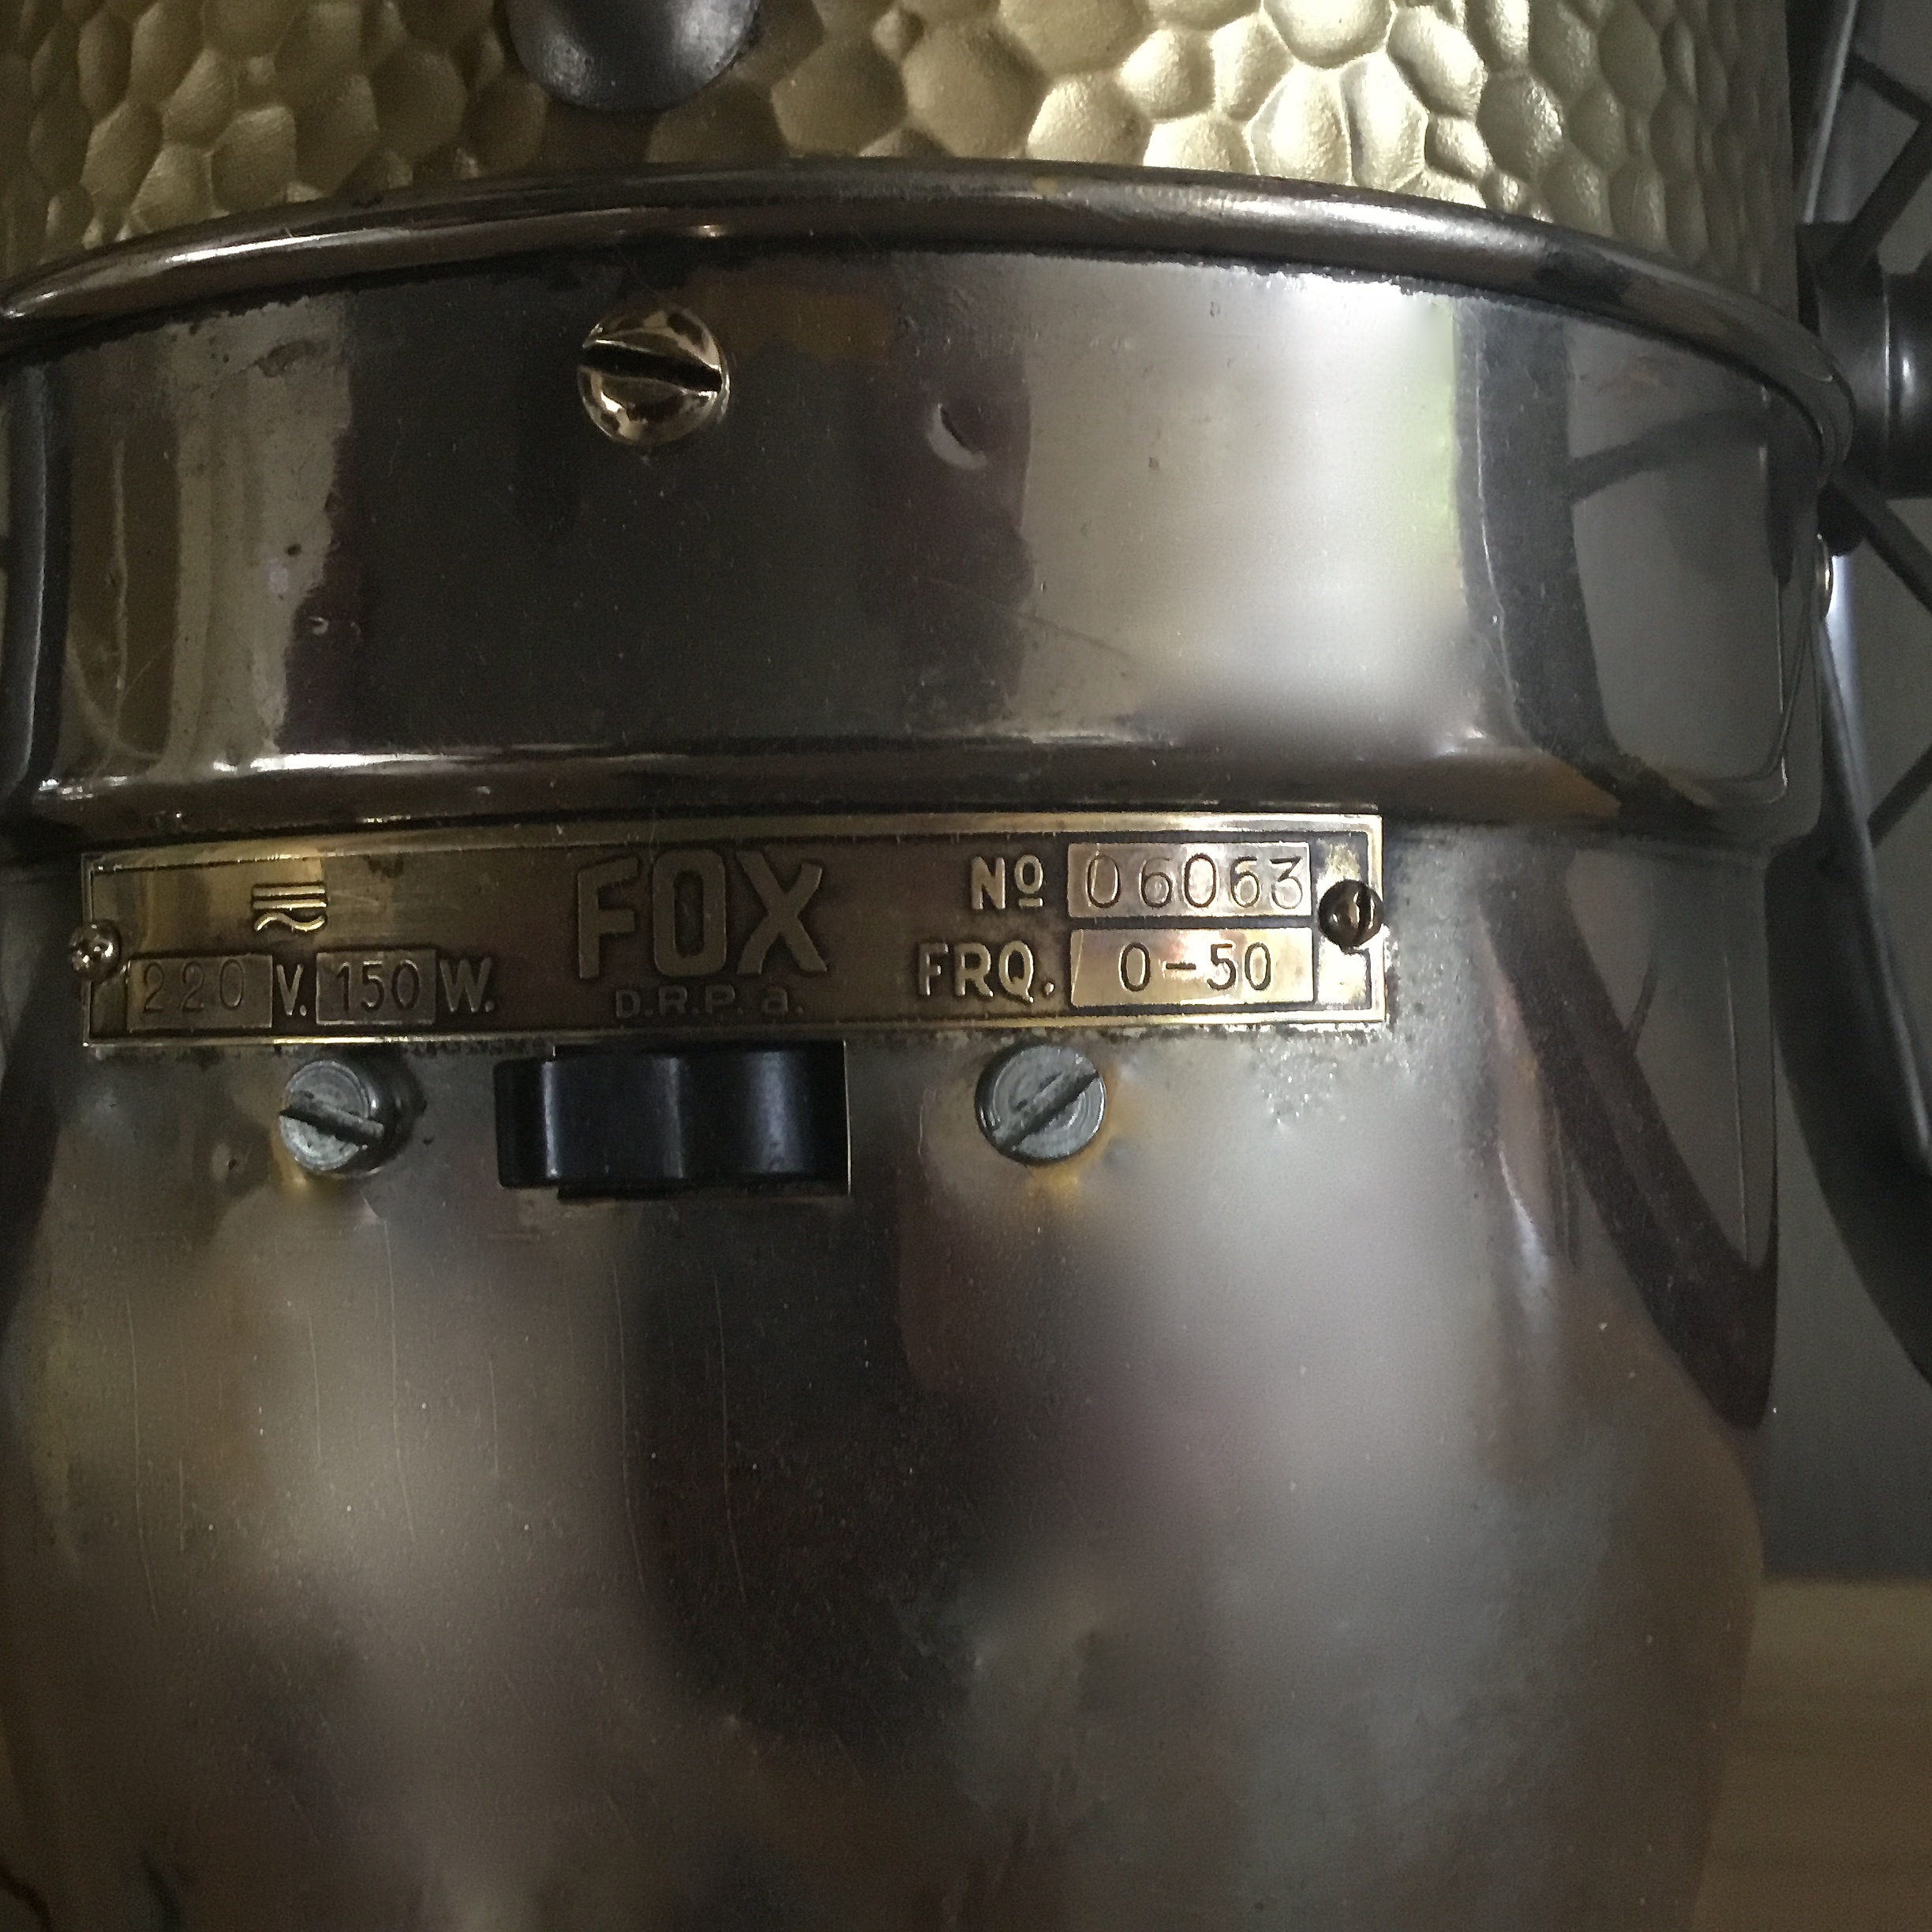 FOX
D.R.P. a.
220 V. 150 W.
Nº 06063
FRQ. 0-50